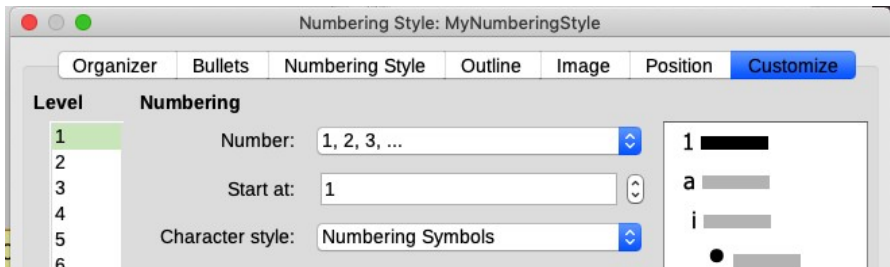 Numbering Style: MyNumberingStyle
Organizer Bullets Numbering Style Outline Image Position Customize
Level Numbering
1 Number: 1, 2, 3, ... 1
2
3 Start at: 1 a
4 i
5 Character style: Numbering Symbols
6